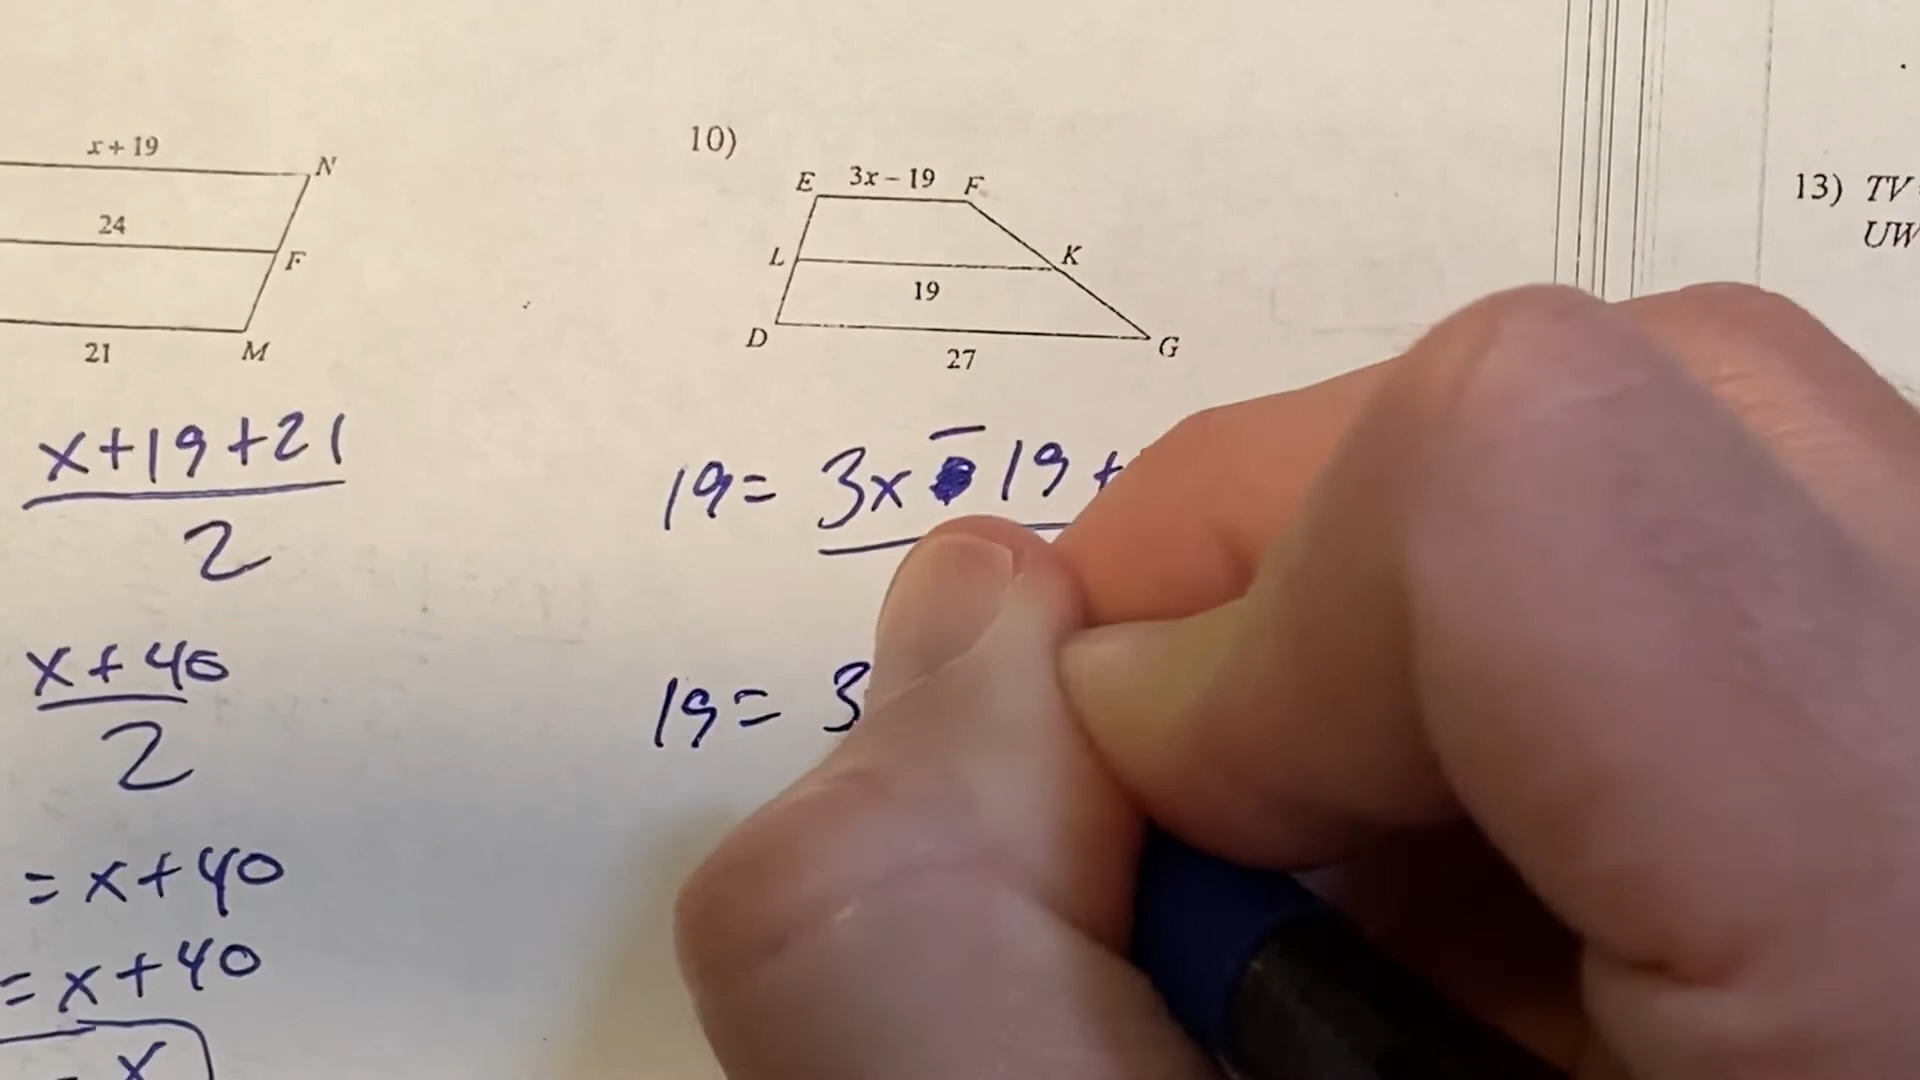 x + 19
N
24
F
21
M
x+19+21
2
x+40
2
= x+40
= x+40
x
10)
E 3x – 19 F
L K
19
D G
27
19= 3x - 19 +
19= 3
13) TV
UW